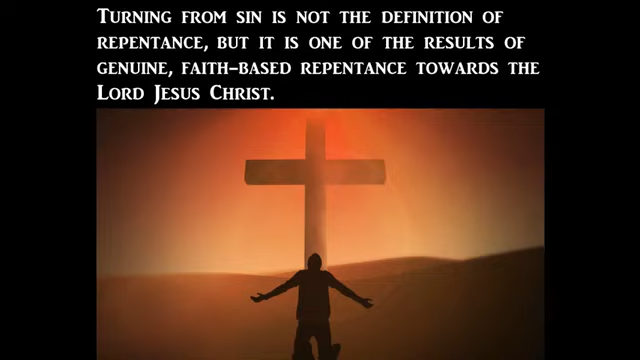 Turning from sin is not the definition of
repentance, but it is one of the results of
genuine, faith-based repentance towards the
Lord Jesus Christ.